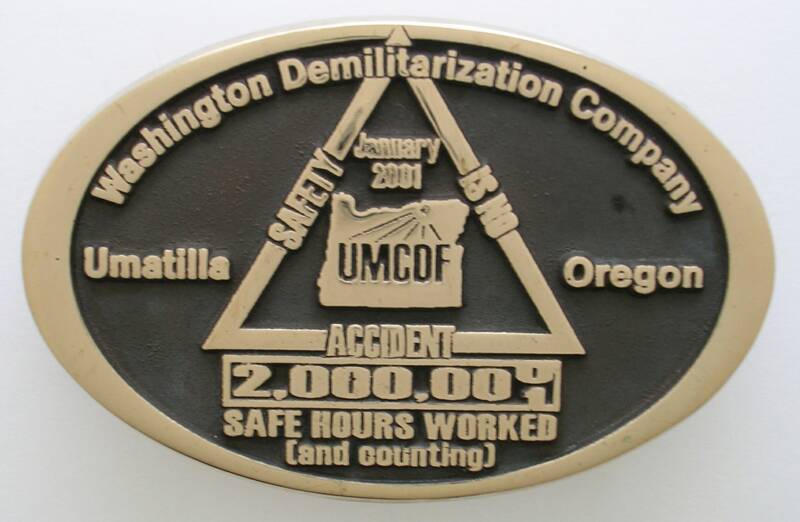 Washington Demilitarization Company
January
2001
SAFETY
IS NO
ACCIDENT
UMCDF
Umatilla
Oregon
2,000,001
SAFE HOURS WORKED
(and counting)